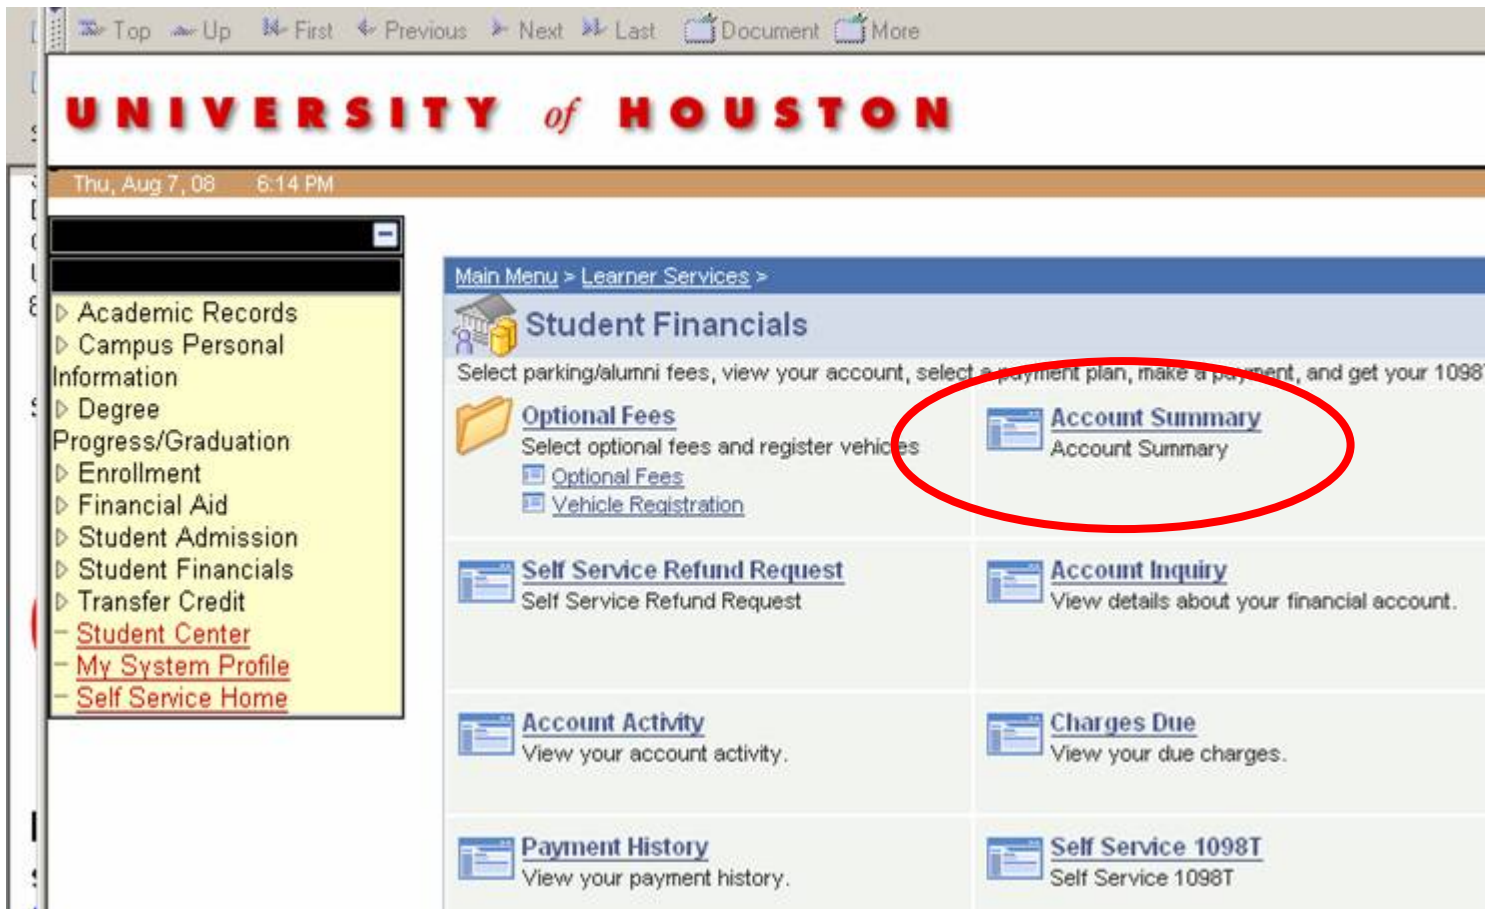 Top Up First Previous Next Last Document More
UNIVERSITY of HOUSTON
Thu, Aug 7, 08 6:14 PM
Academic Records
Campus Personal
Information
Degree
Progress/Graduation
Enrollment
Financial Aid
Student Admission
Student Financials
Transfer Credit
Student Center
My System Profile
Self Service Home
Main Menu > Learner Services >
Student Financials
Select parking/alumni fees, view your account, select a payment plan, make a payment, and get your 1098
Optional Fees
Select optional fees and register vehicles
Optional Fees
Vehicle Registration
Account Summary
Account Summary
Self Service Refund Request
Self Service Refund Request
Account Inquiry
View details about your financial account.
Account Activity
View your account activity.
Charges Due
View your due charges.
Payment History
View your payment history.
Self Service 1098T
Self Service 1098T